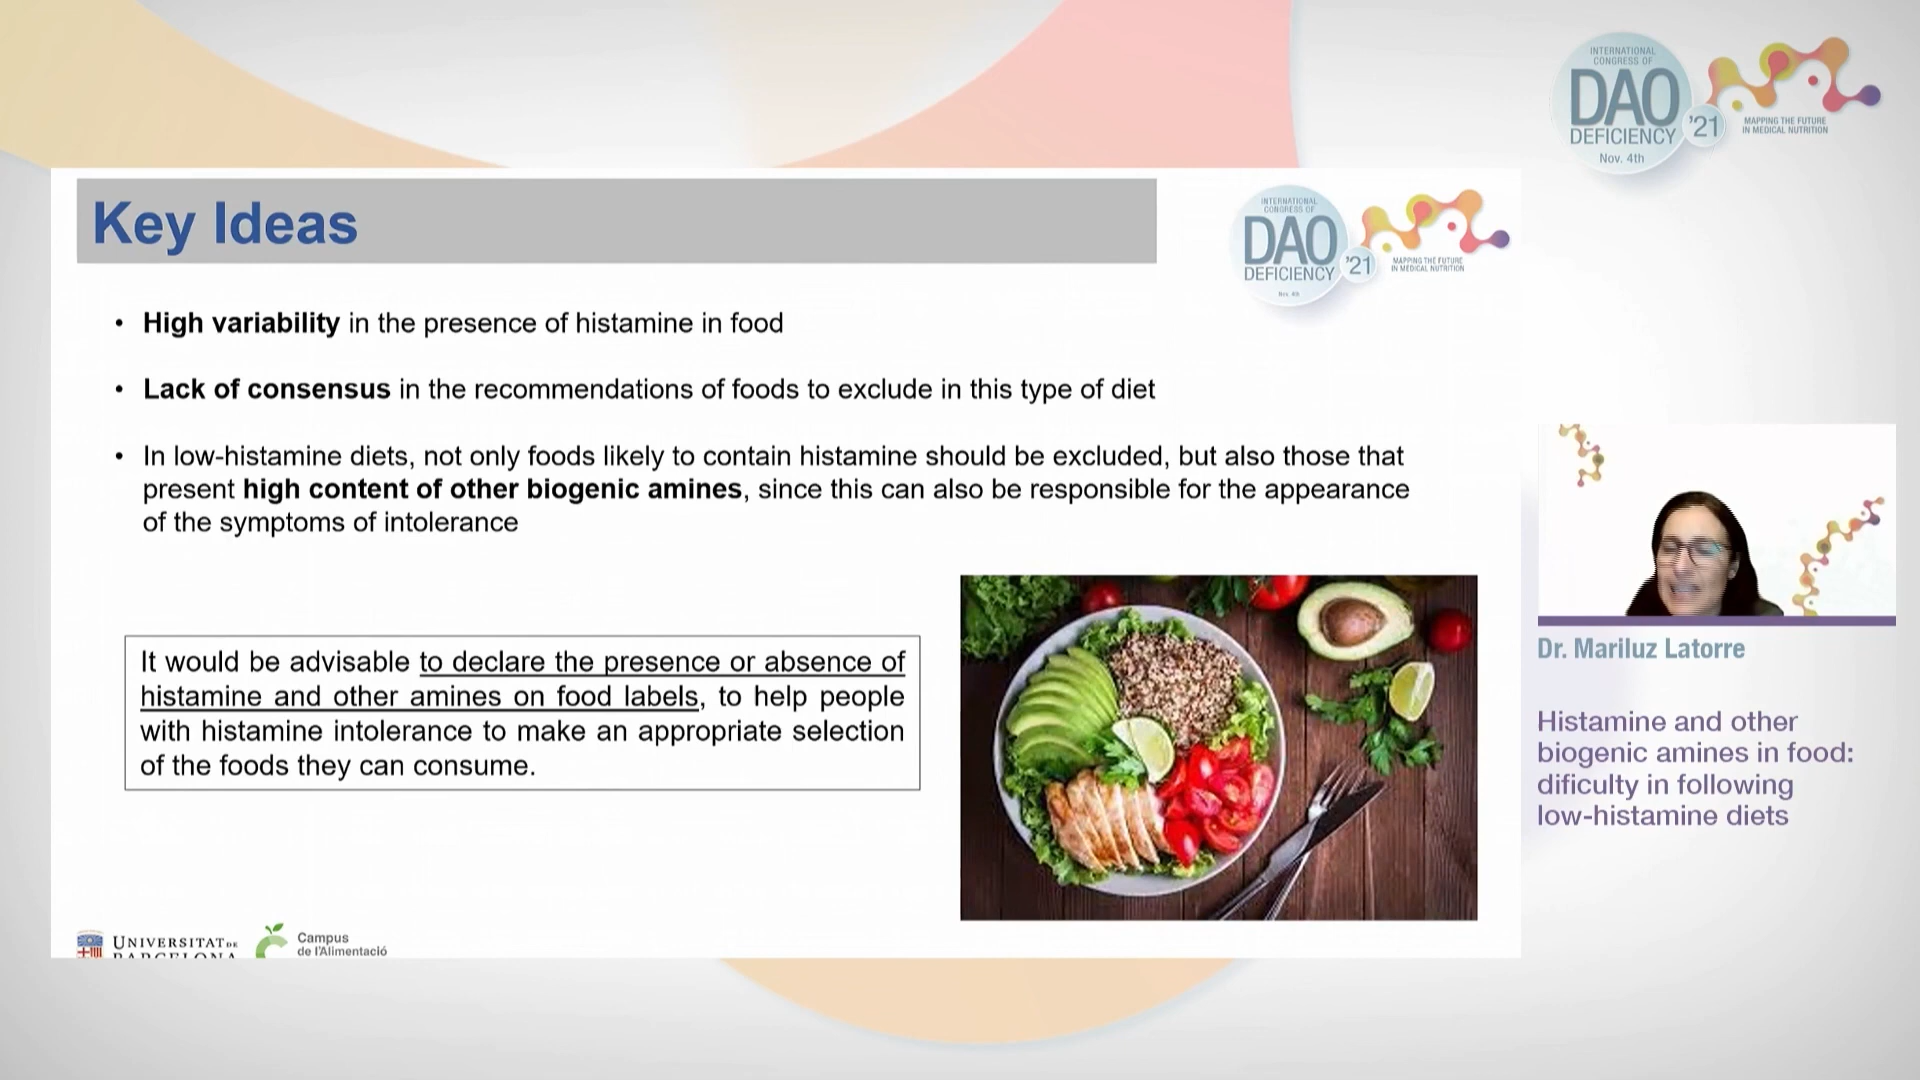 INTERNATIONAL
CONGRESS OF
DAO
DEFICIENCY
'21
Nov. 4th
MAPPING THE FUTURE
IN MEDICAL NUTRITION
Key Ideas
INTERNATIONAL
CONGRESS OF
DAO
DEFICIENCY
'21
Nov. 4th
MAPPING THE FUTURE
IN MEDICAL NUTRITION
• High variability in the presence of histamine in food
• Lack of consensus in the recommendations of foods to exclude in this type of diet
• In low-histamine diets, not only foods likely to contain histamine should be excluded, but also those that
present high content of other biogenic amines, since this can also be responsible for the appearance
of the symptoms of intolerance
It would be advisable to declare the presence or absence of
histamine and other amines on food labels, to help people
with histamine intolerance to make an appropriate selection
of the foods they can consume.
UNIVERSITAT DE
BARCELONA
Campus
de l'Alimentació
Dr. Mariluz Latorre
Histamine and other
biogenic amines in food:
dificulty in following
low-histamine diets